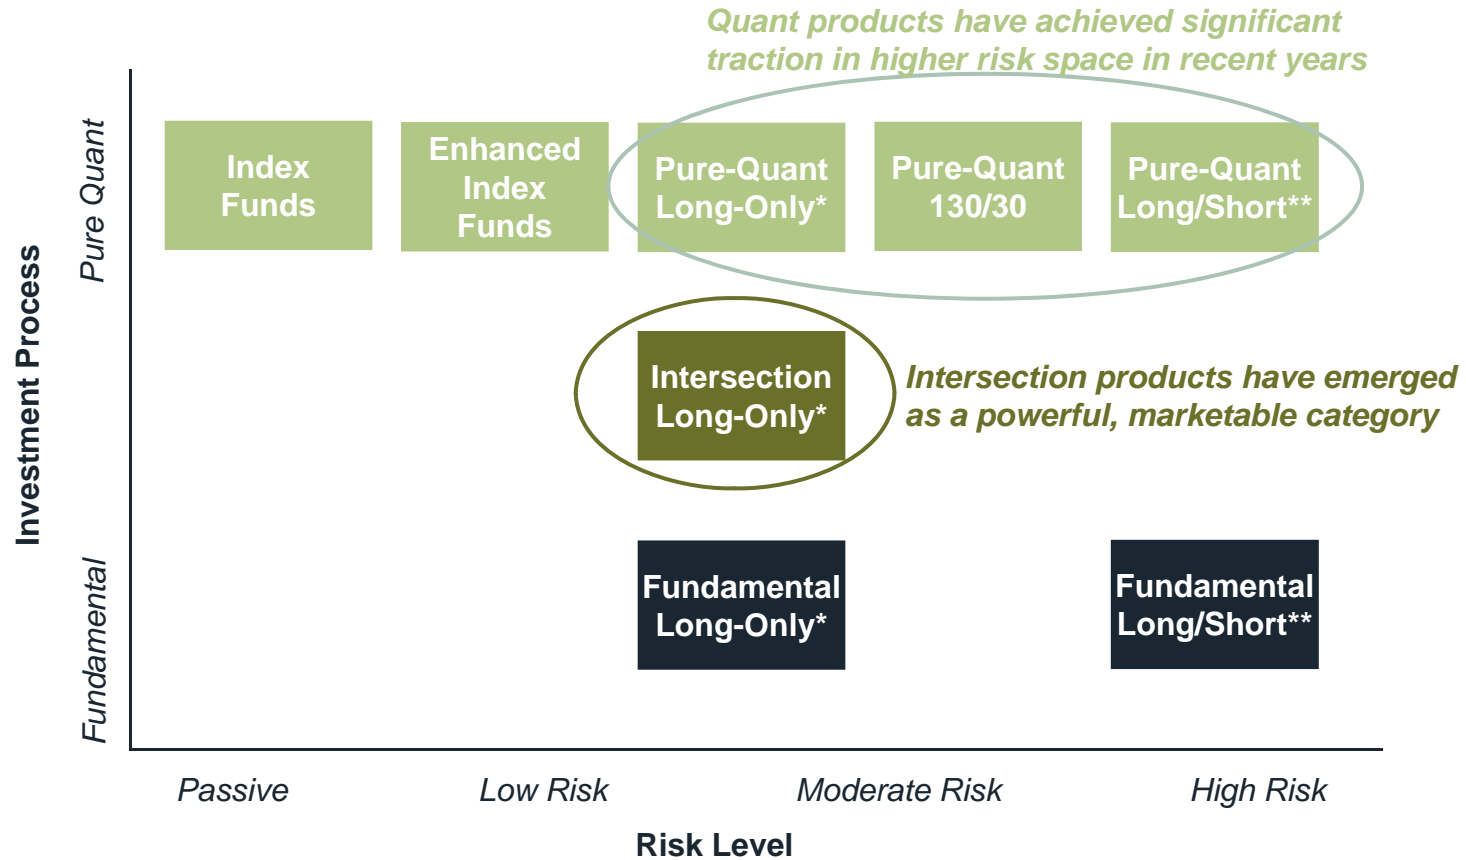 Quant products have achieved significant
traction in higher risk space in recent years
Investment Process
Pure Quant
Index
Funds
Enhanced
Index
Funds
Pure-Quant
Long-Only*
Pure-Quant
130/30
Pure-Quant
Long/Short**
Intersection
Long-Only*
Intersection products have emerged
as a powerful, marketable category
Fundamental
Fundamental
Long-Only*
Fundamental
Long/Short**
Passive
Low Risk
Moderate Risk
High Risk
Risk Level